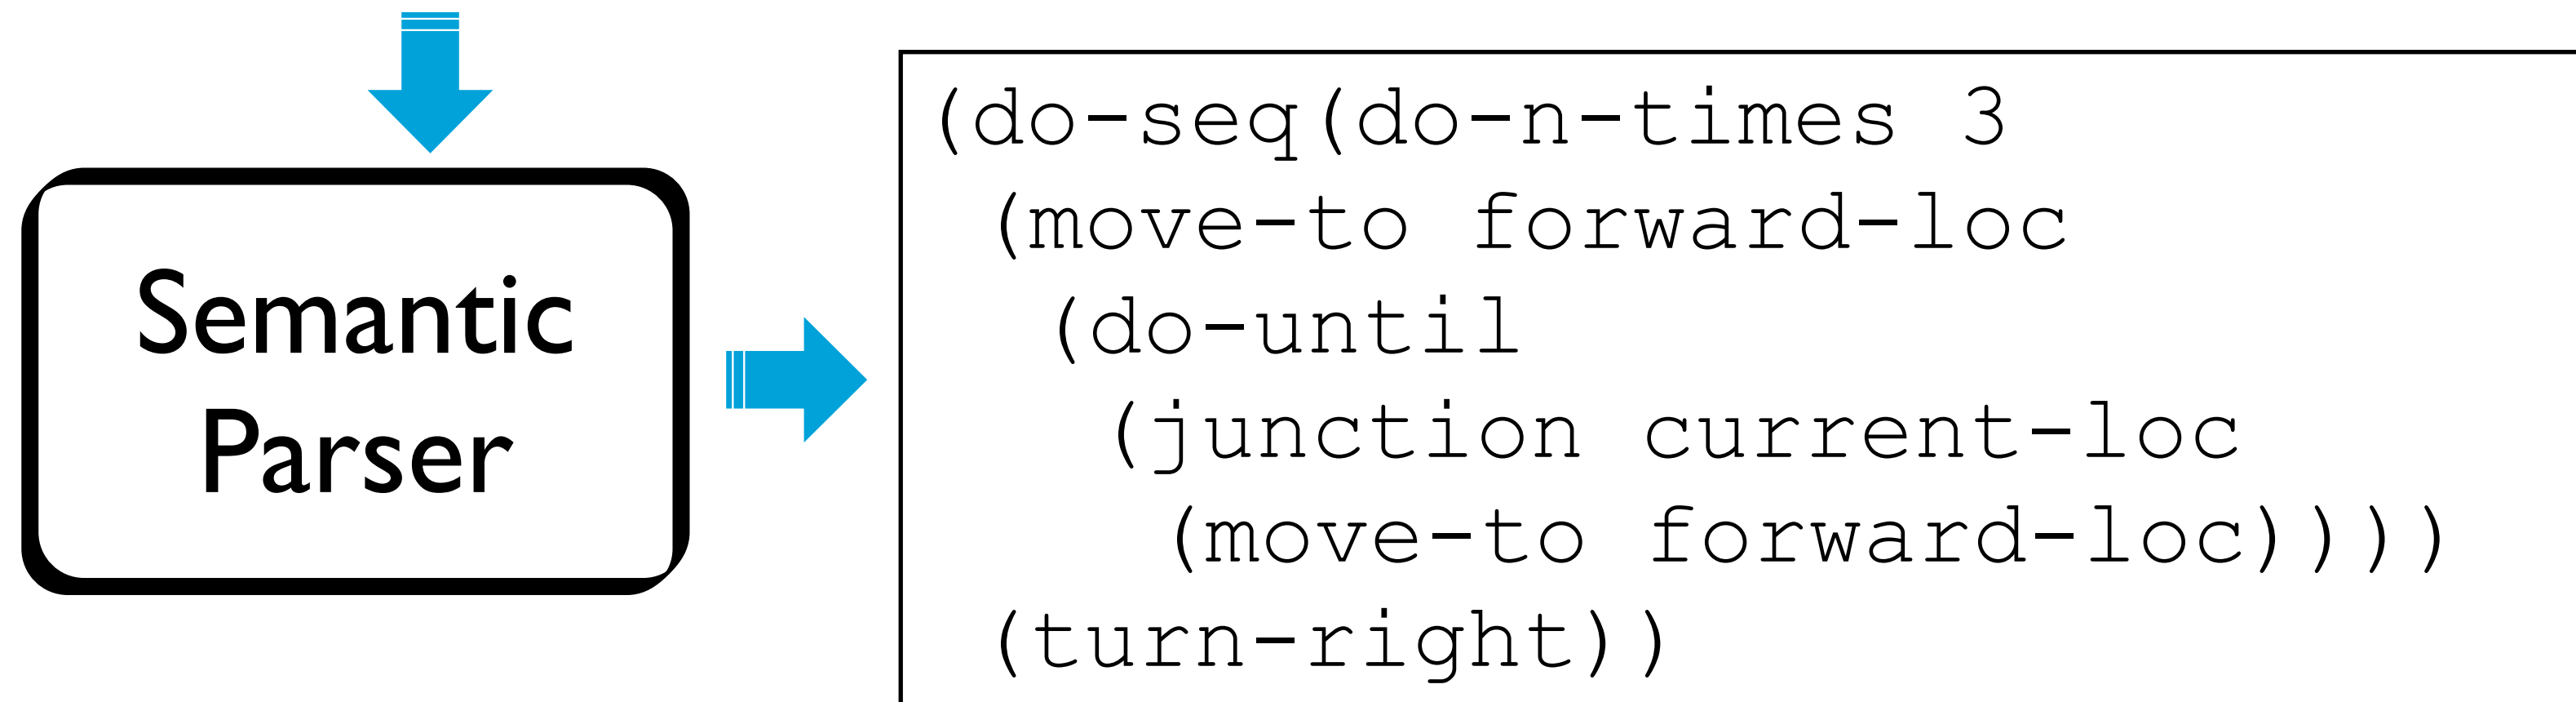 Semantic
Parser
(do-seq(do-n-times 3
(move-to forward-loc
(do-until
(junction current-loc
(move-to forward-loc))))
(turn-right))